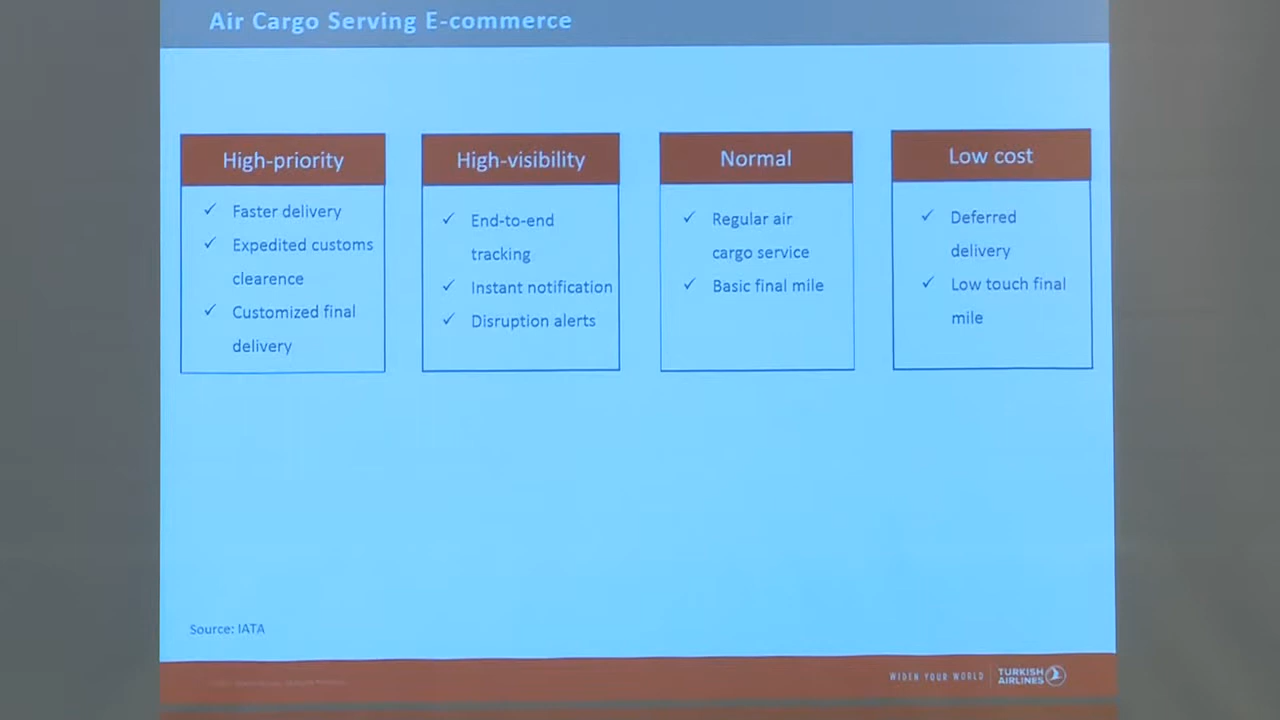 Air Cargo Serving E-commerce
High-priority
Faster delivery
Expedited customs
clearence
Customized final
delivery
High-visibility
End-to-end
tracking
Instant notification
Disruption alerts
Normal
Regular air
cargo service
Basic final mile
Low cost
Deferred
delivery
Low touch final
mile
Source: IATA
WIDEN YOUR WORLD
TURKISH
AIRLINES